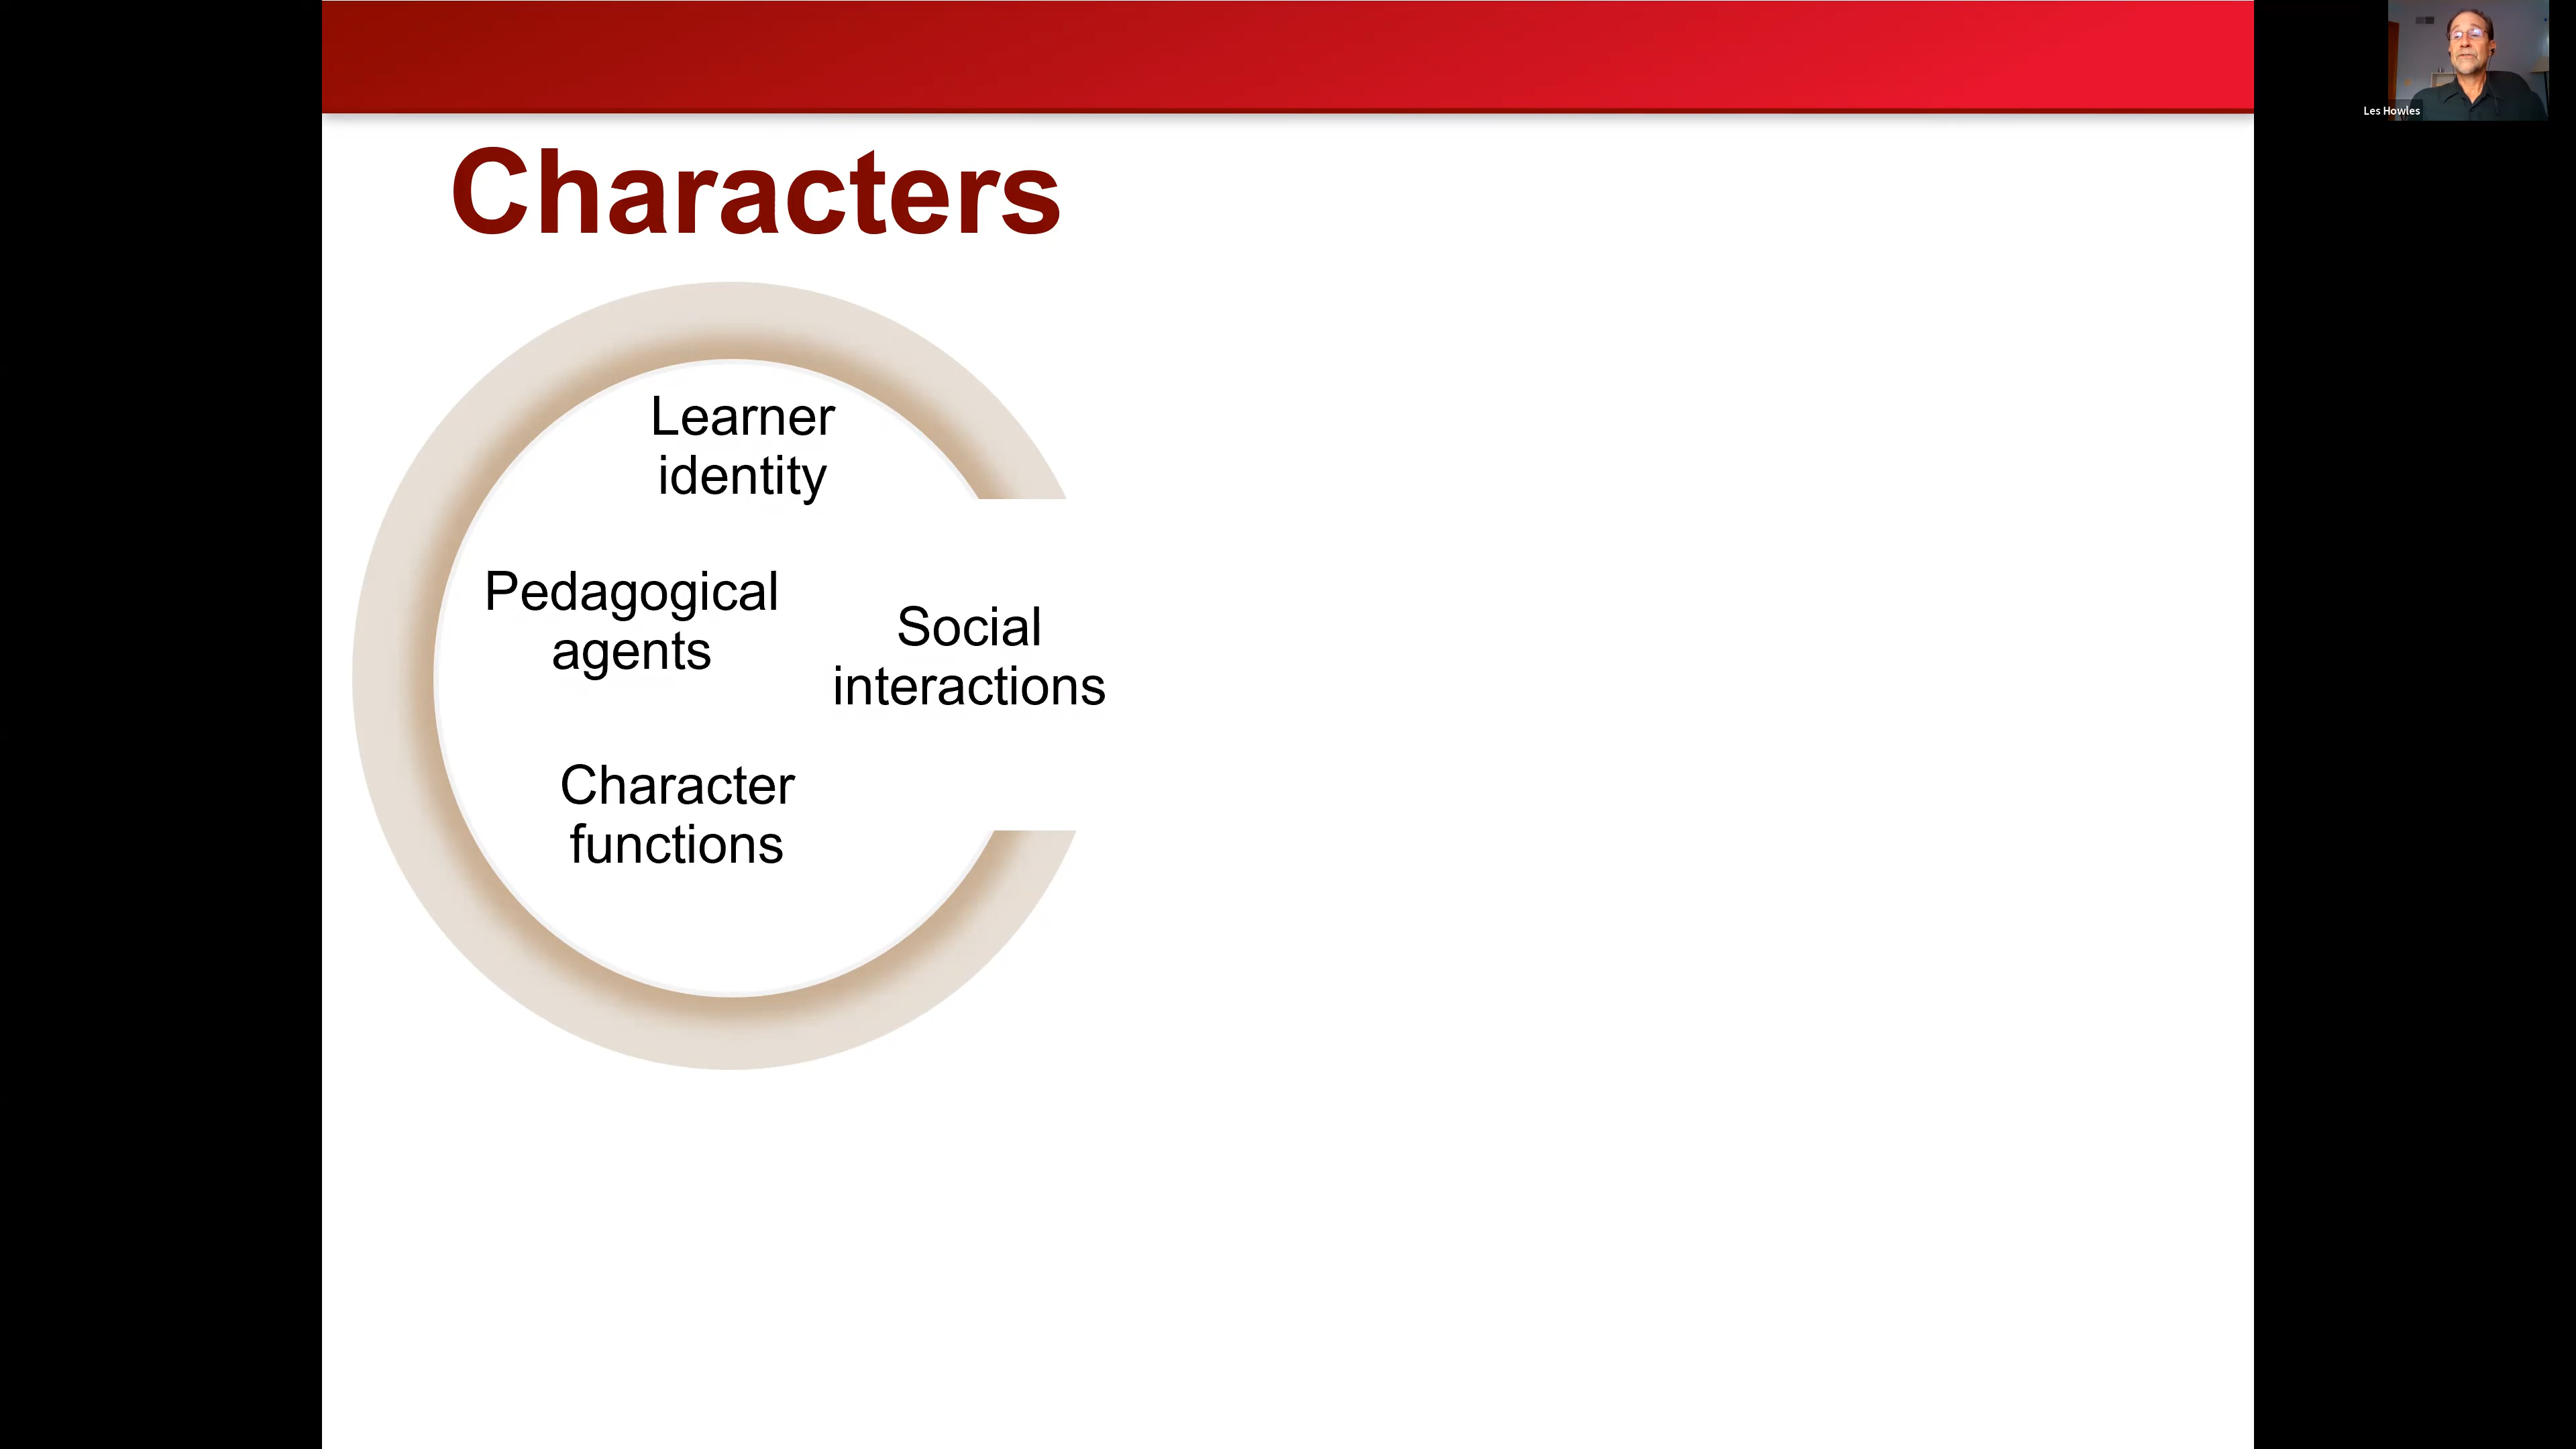 Les Howles
Characters
Learner
identity
Pedagogical
agents
Social
interactions
Character
functions